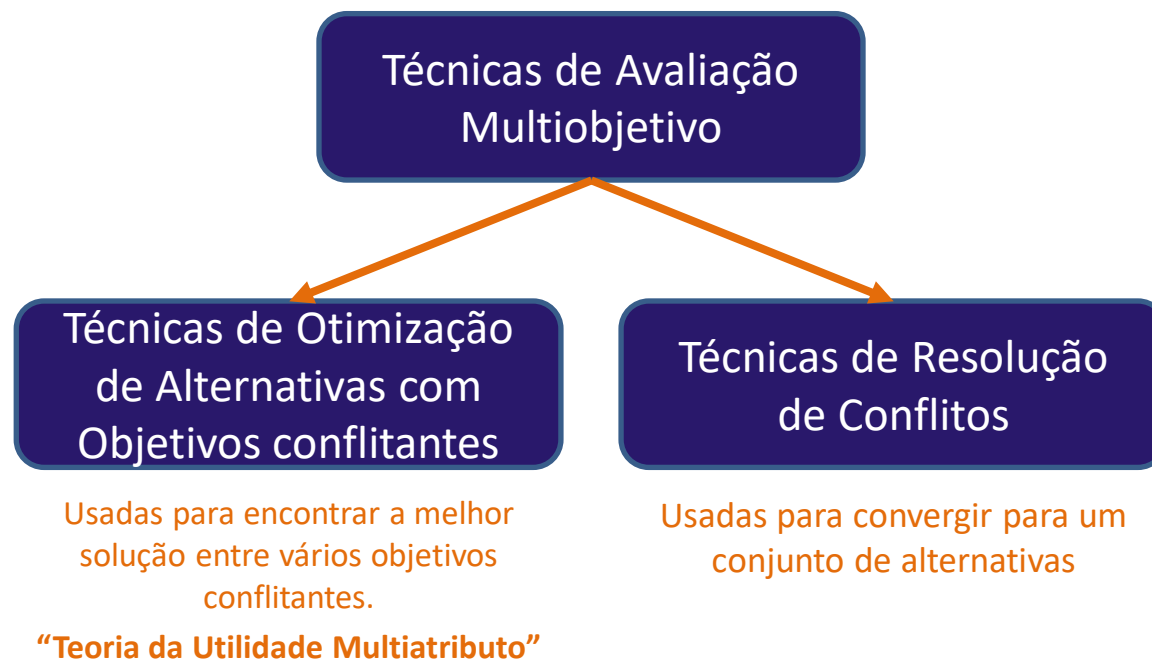 Técnicas de Avaliação
Multiobjetivo
Técnicas de Otimização
de Alternativas com
Objetivos conflitantes
Técnicas de Resolução
de Conflitos
Usadas para encontrar a melhor
solução entre vários objetivos
conflitantes.
“Teoria da Utilidade Multiatributo”
Usadas para convergir para um
conjunto de alternativas